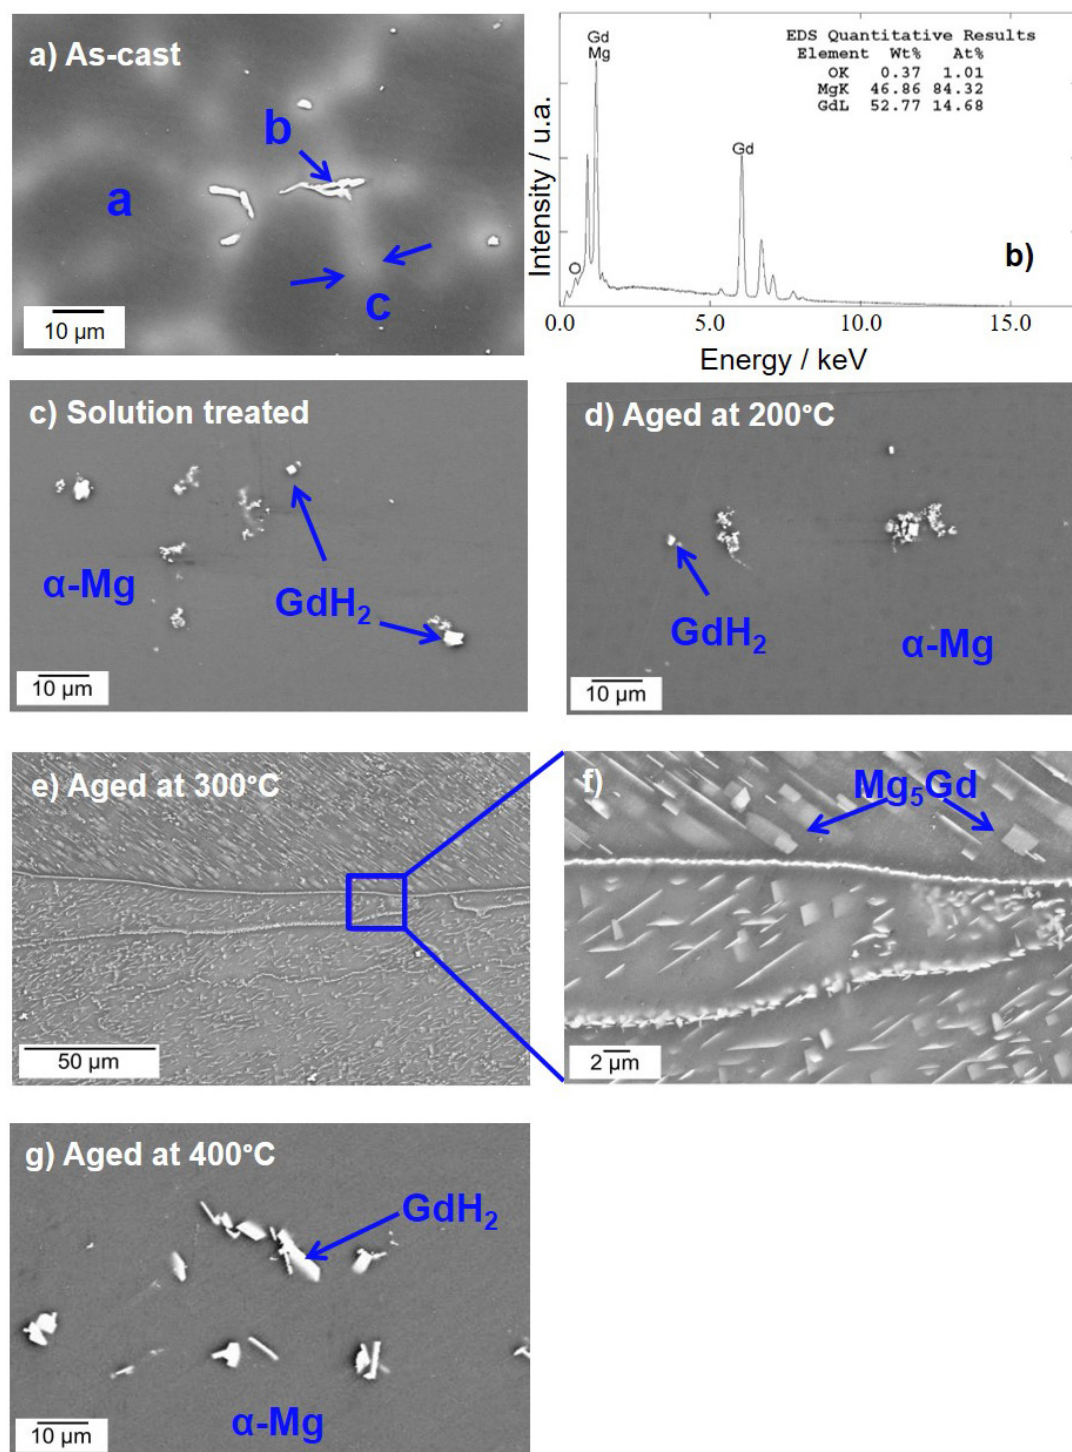 a) As-cast
b
a
c
10 µm
EDS Quantitative Results
Element Wt% At%
OK 0.37 1.01
MgK 46.86 84.32
GdL 52.77 14.68
Gd
Mg
Gd
O
b)
Intensity / u.a.
0.0 5.0 10.0 15.0
Energy / keV
c) Solution treated
α-Mg
GdH₂
10 µm
d) Aged at 200°C
GdH₂
α-Mg
10 µm
e) Aged at 300°C
50 µm
f)
Mg₅Gd
2 µm
g) Aged at 400°C
GdH₂
α-Mg
10 µm